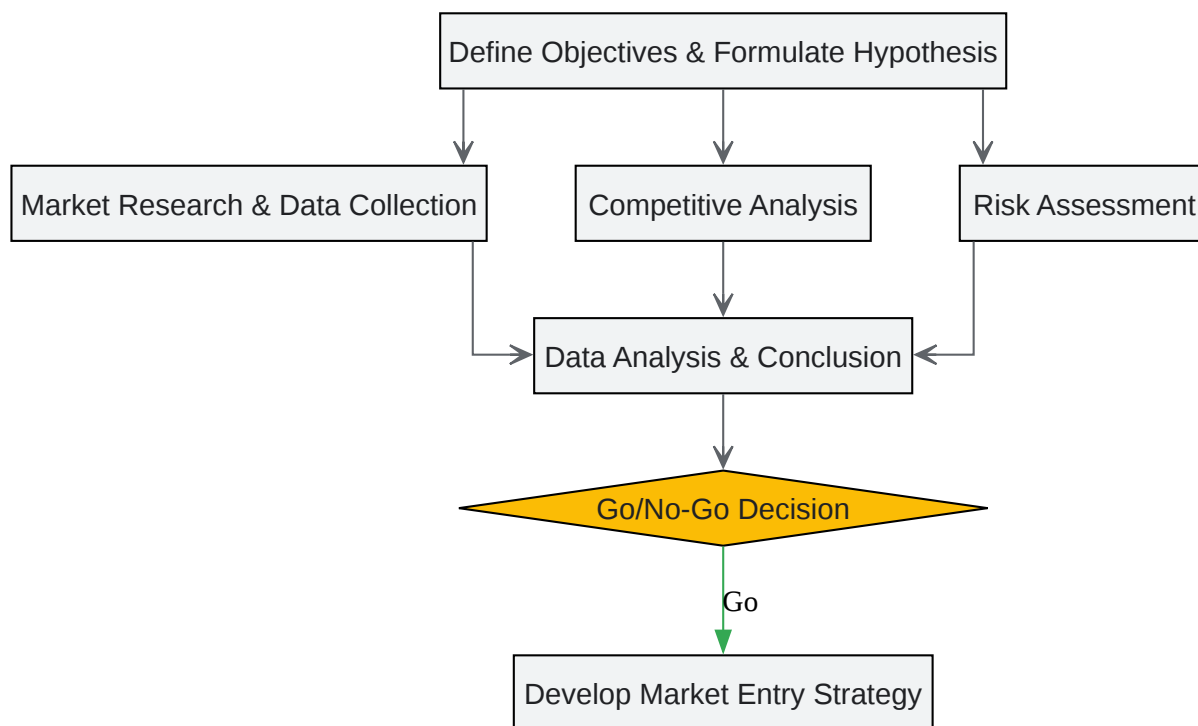 Define Objectives & Formulate Hypothesis
Market Research & Data Collection
Competitive Analysis
Risk Assessment
Data Analysis & Conclusion
Go/No-Go Decision
Go
Develop Market Entry Strategy